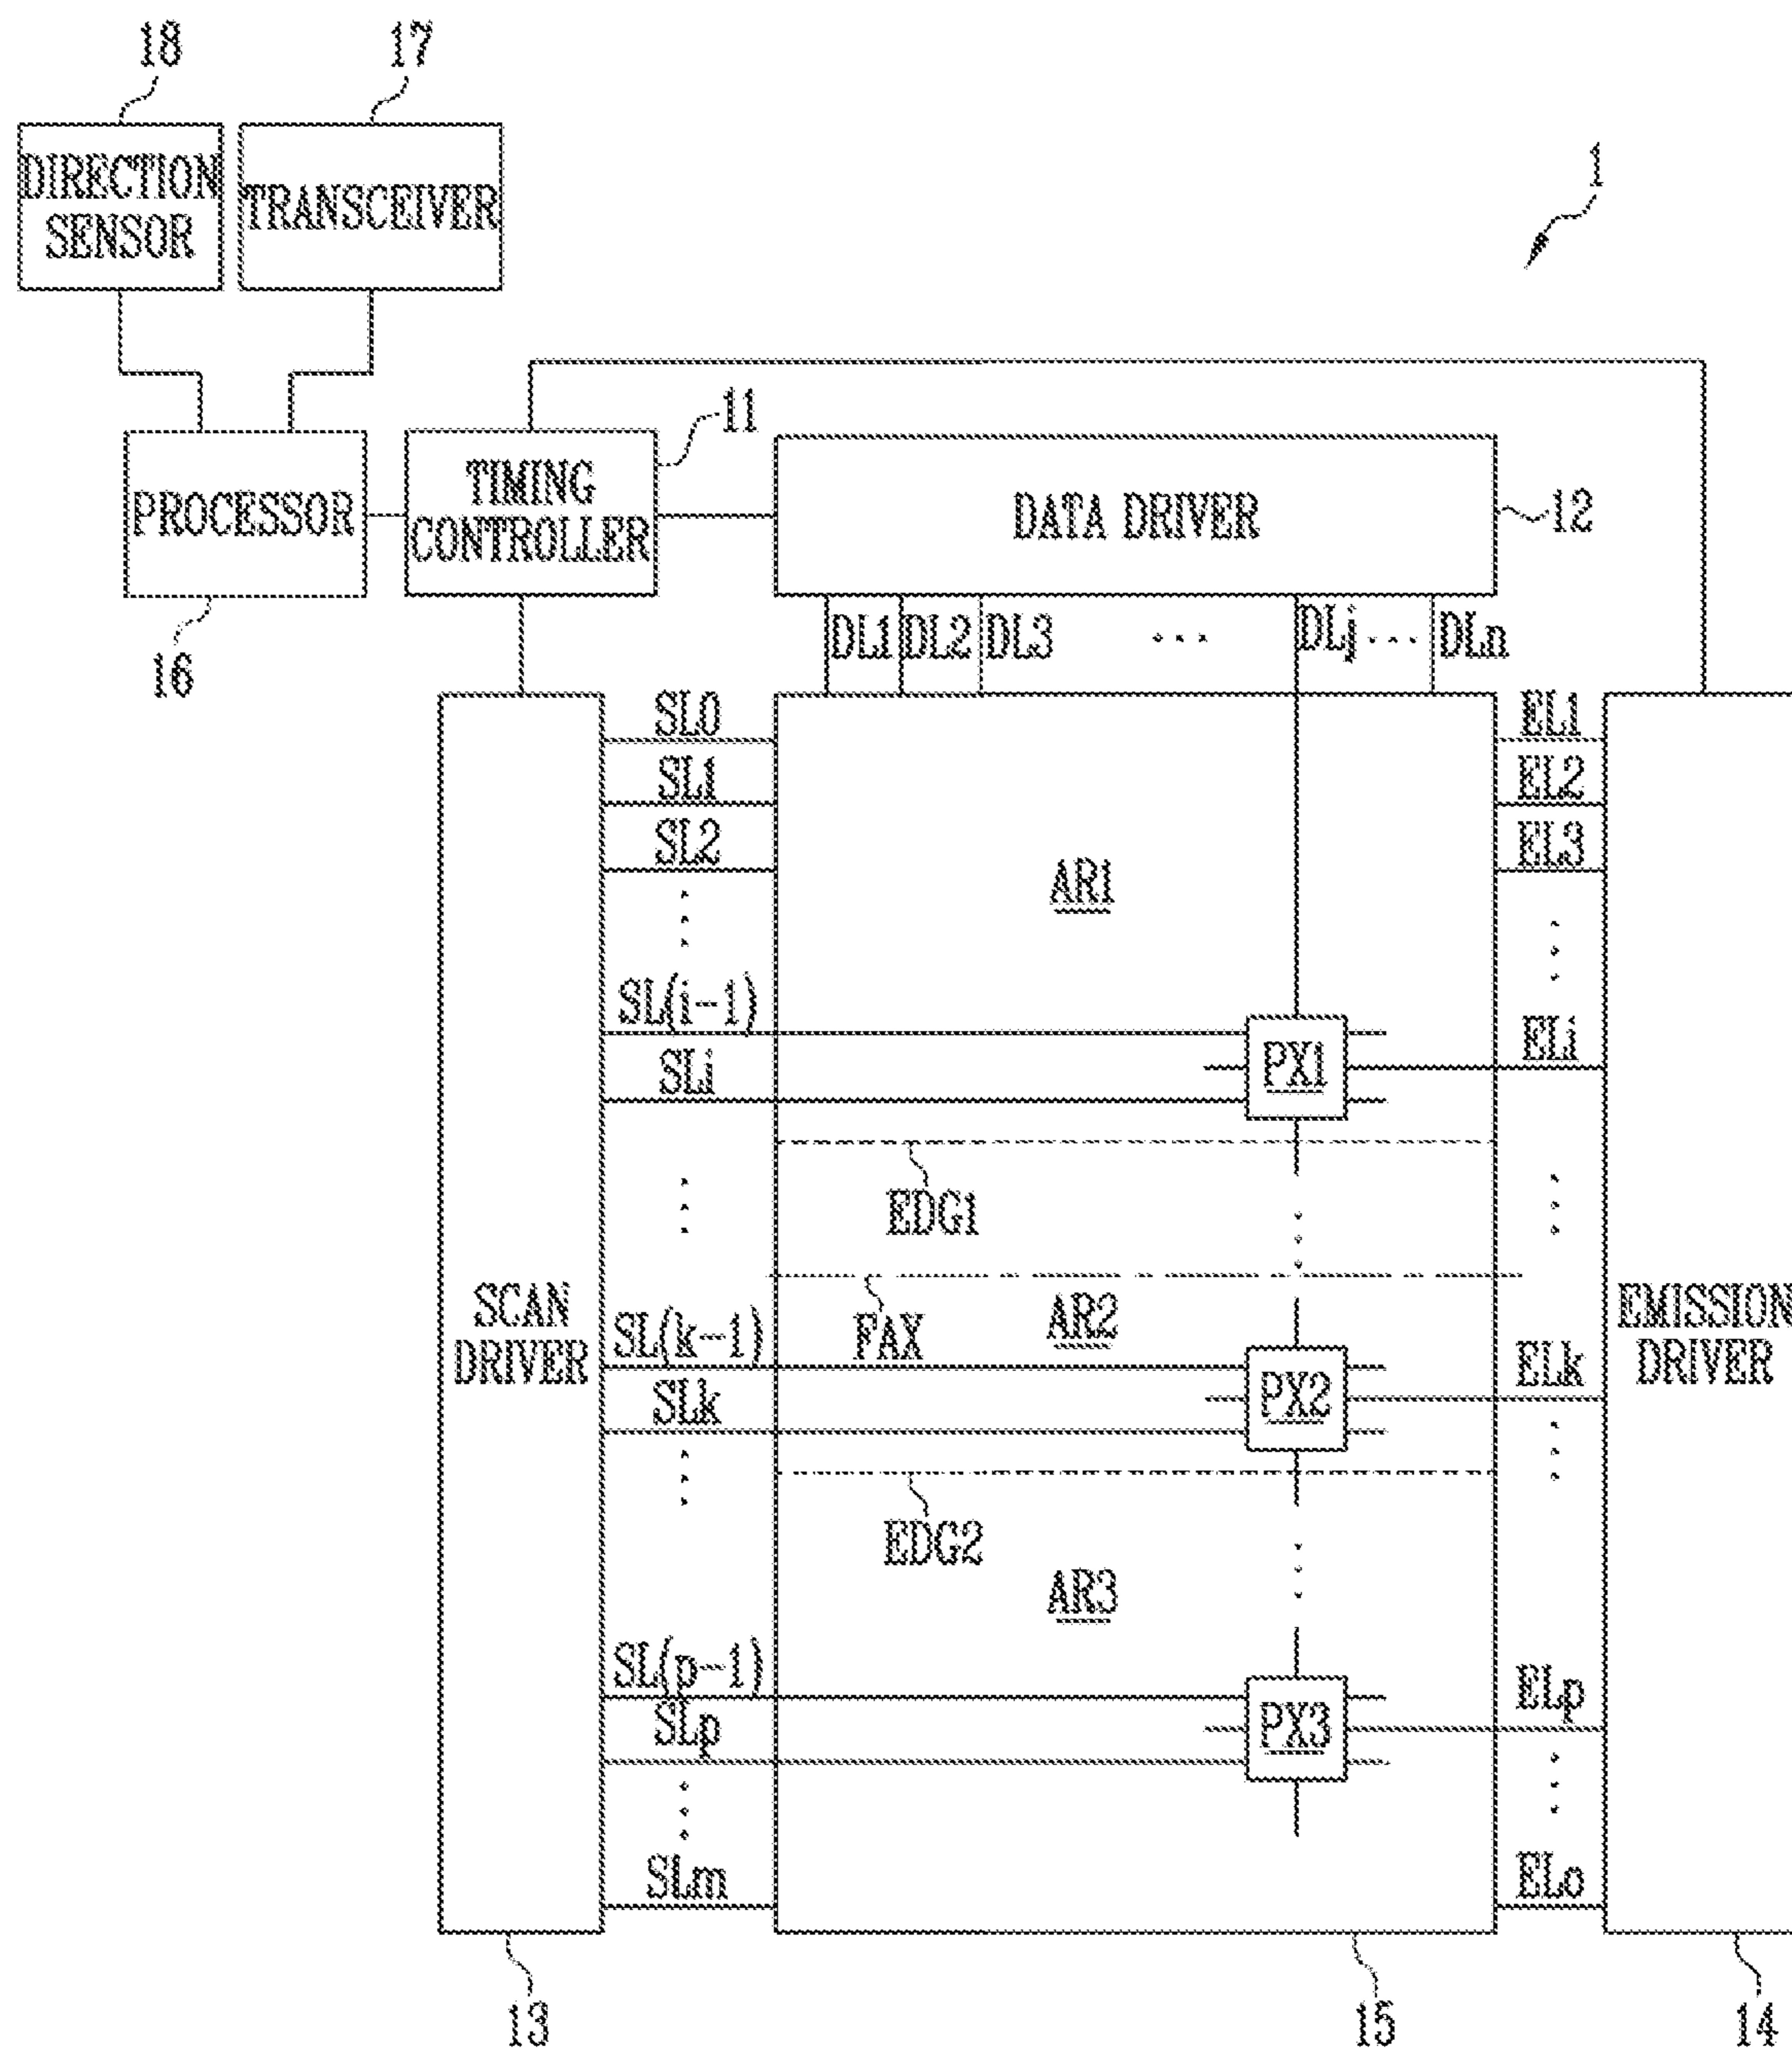 18
17
DIRECTION
SENSOR
TRANSCEIVER
1
11
PROCESSOR
TIMING
CONTROLLER
DATA DRIVER
12
16
DL1
DL2
DL3
...
DLj
...
DLn
SL0
SL1
SL2
SL(i-1)
SLi
SL(k-1)
SLk
SL(p-1)
SLp
SLm
SCAN
DRIVER
AR1
PX1
EDG1
FAX
AR2
PX2
EDG2
AR3
PX3
EL1
EL2
EL3
ELi
ELk
ELp
ELo
EMISSION
DRIVER
13
15
14